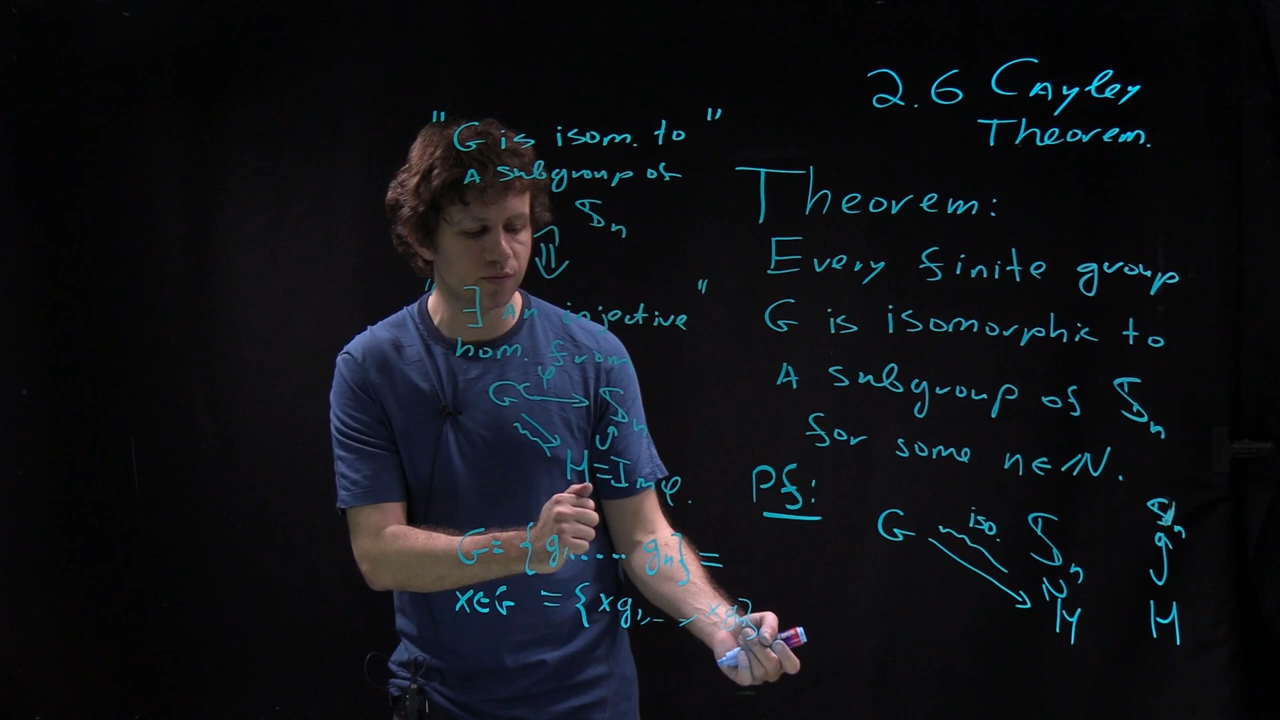 2.6 Cayley
Theorem.
"G is isom. to"
A subgroup of
Sn
⇓
"∃ An injective"
hom. from
G φ Sn
H = Im φ.
G = {g1, ... gn} =
x∈G = {xg1, .., xgn}
Theorem:
Every finite group
G is isomorphic to
A subgroup of Sn
for some n∈ℕ.
Pf:
G iso. Sn Sn
H H